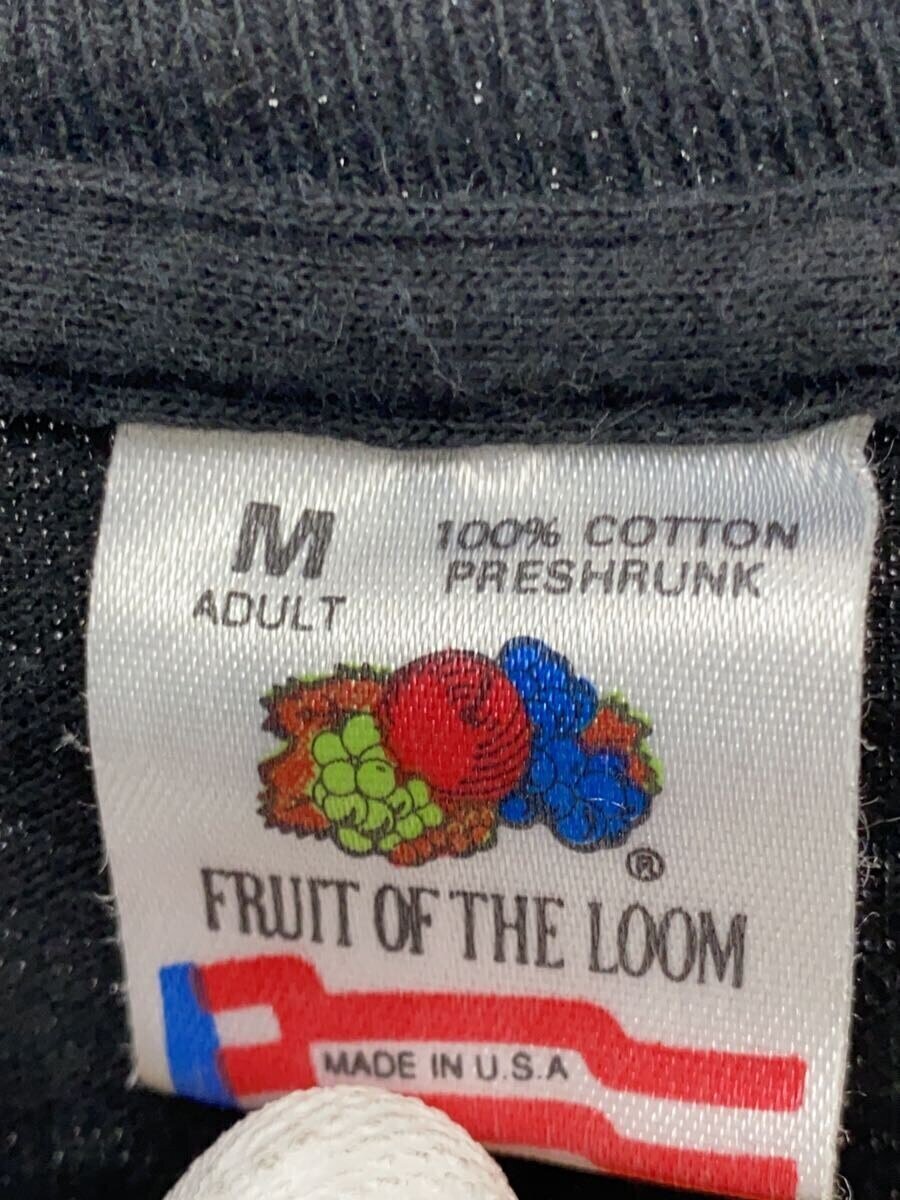 M
ADULT
100% COTTON
PRESHRUNK
®
FRUIT OF THE LOOM
MADE IN U.S.A